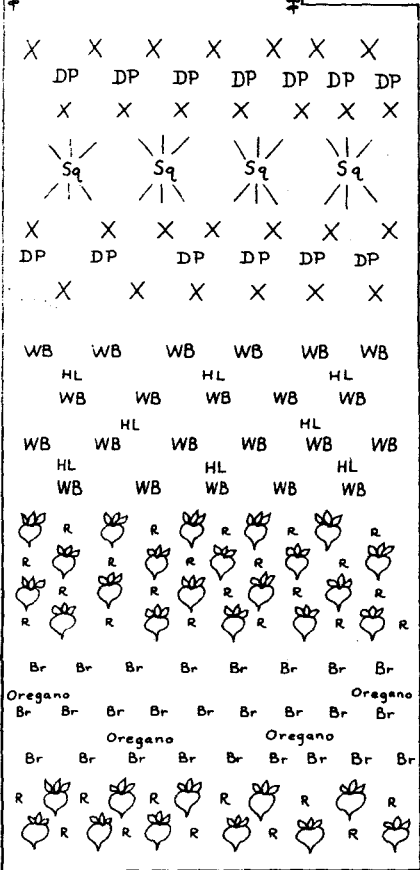 X X X X X X X
DP DP DP DP DP DP DP
X X X X X X X
Sq Sq Sq Sq
X X X X X X X
DP DP DP DP DP DP
X X X X X X
WB WB WB WB WB WB
HL HL HL
WB WB WB WB WB
HL HL
WB WB WB WB WB WB
HL HL HL
WB WB WB WB WB
R R R R R
R R R R R
R R R R R
R R R R R R
Br Br Br Br Br Br Br Br
Oregano Oregano
Br Br Br Br Br Br Br Br Br
Oregano Oregano
Br Br Br Br Br Br Br Br Br
R R R R R R
R R R R R